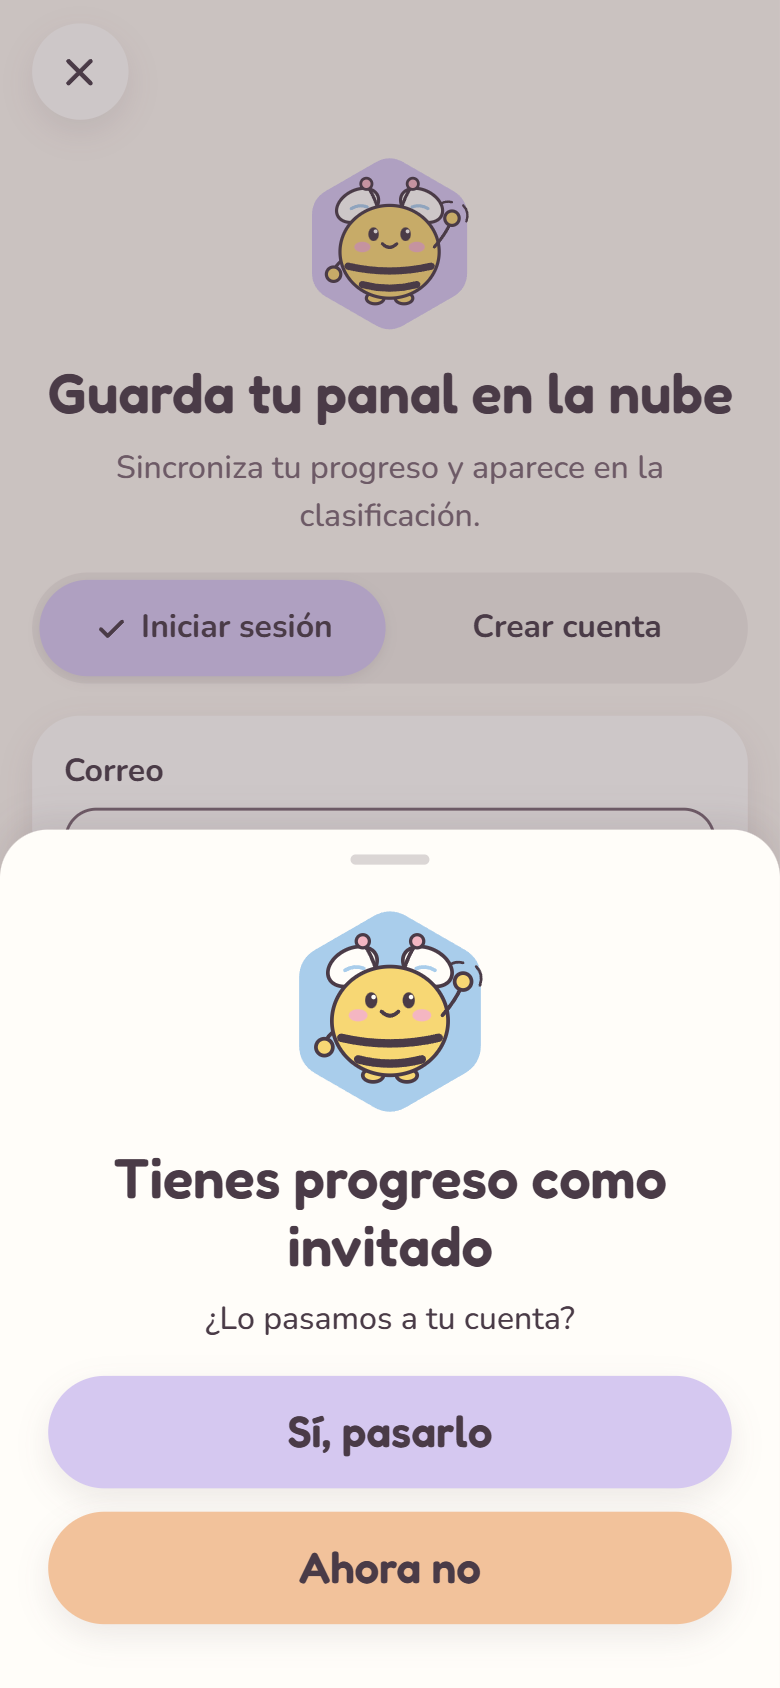 Guarda tu panal en la nube
Sincroniza tu progreso y aparece en la
clasificación.
Iniciar sesión
Crear cuenta
Correo
Tienes progreso como
invitado
¿Lo pasamos a tu cuenta?
Sí, pasarlo
Ahora no